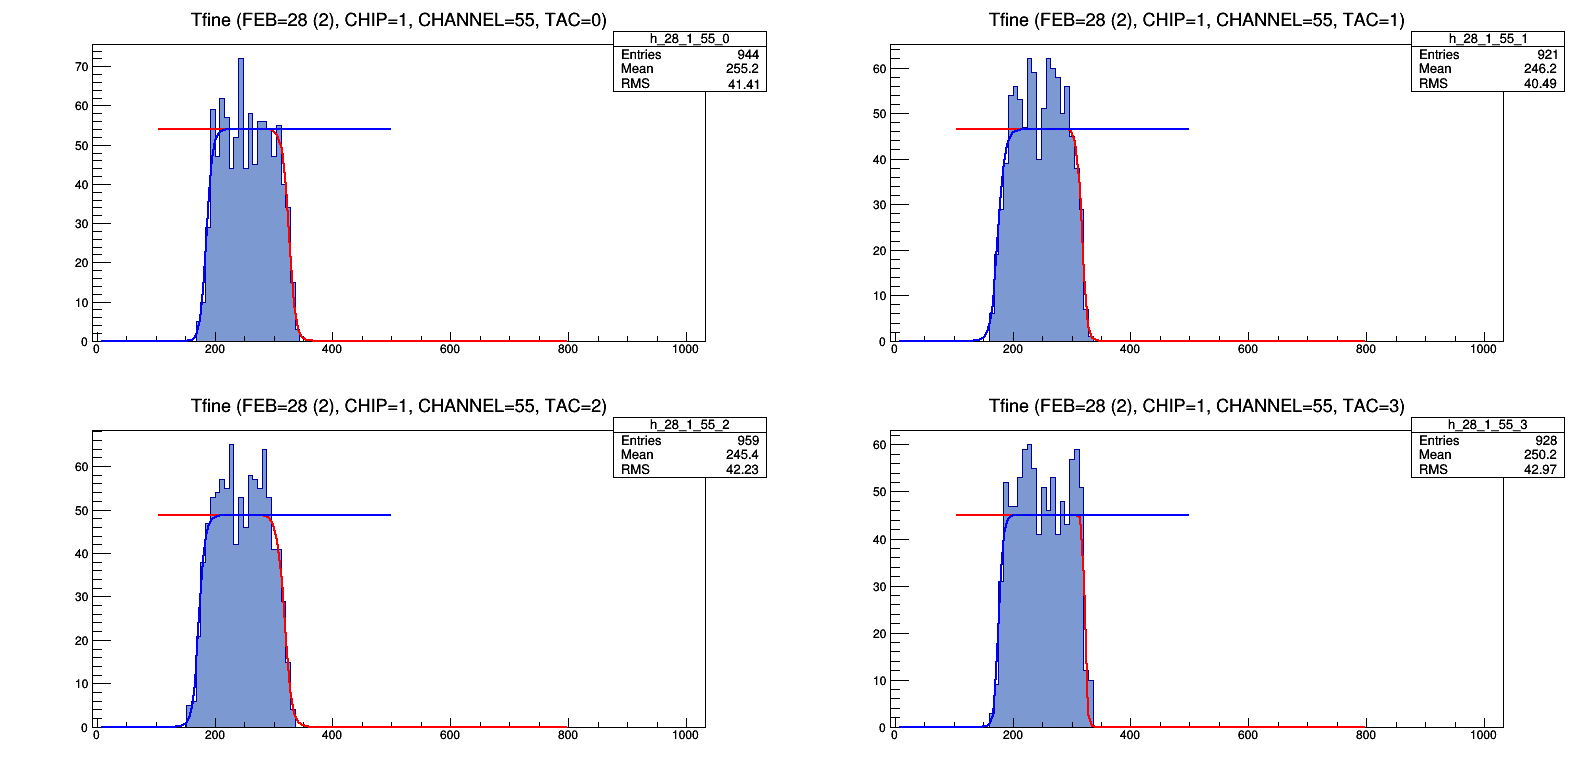 Tfine (FEB=28 (2), CHIP=1, CHANNEL=55, TAC=0)
h_28_1_55_0
Entries 944
Mean 255.2
RMS 41.41
70
60
50
40
30
20
10
0
0 200 400 600 800 1000
Tfine (FEB=28 (2), CHIP=1, CHANNEL=55, TAC=1)
h_28_1_55_1
Entries 921
Mean 246.2
RMS 40.49
60
50
40
30
20
10
0
0 200 400 600 800 1000
Tfine (FEB=28 (2), CHIP=1, CHANNEL=55, TAC=2)
h_28_1_55_2
Entries 959
Mean 245.4
RMS 42.23
60
50
40
30
20
10
0
0 200 400 600 800 1000
Tfine (FEB=28 (2), CHIP=1, CHANNEL=55, TAC=3)
h_28_1_55_3
Entries 928
Mean 250.2
RMS 42.97
60
50
40
30
20
10
0
0 200 400 600 800 1000